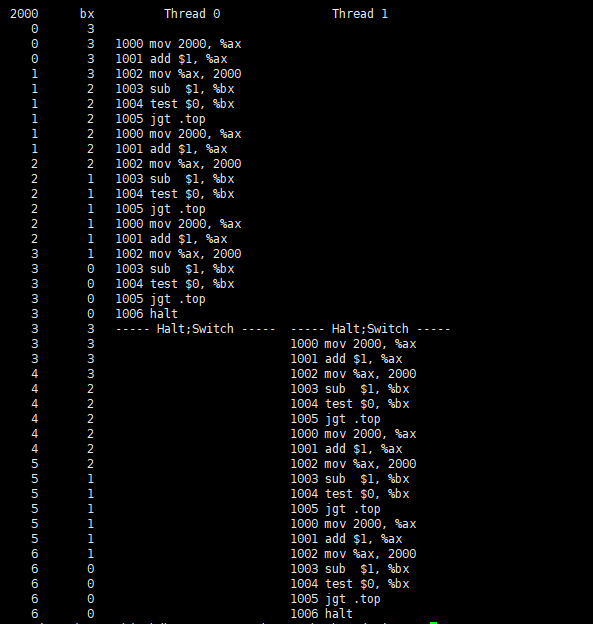 2000 bx Thread 0 Thread 1
0 3
0 3 1000 mov 2000, %ax
0 3 1001 add $1, %ax
1 3 1002 mov %ax, 2000
1 2 1003 sub $1, %bx
1 2 1004 test $0, %bx
1 2 1005 jgt .top
1 2 1000 mov 2000, %ax
1 2 1001 add $1, %ax
2 2 1002 mov %ax, 2000
2 1 1003 sub $1, %bx
2 1 1004 test $0, %bx
2 1 1005 jgt .top
2 1 1000 mov 2000, %ax
2 1 1001 add $1, %ax
3 1 1002 mov %ax, 2000
3 0 1003 sub $1, %bx
3 0 1004 test $0, %bx
3 0 1005 jgt .top
3 0 1006 halt
3 3 ----- Halt;Switch ----- ----- Halt;Switch -----
3 3 1000 mov 2000, %ax
3 3 1001 add $1, %ax
4 3 1002 mov %ax, 2000
4 2 1003 sub $1, %bx
4 2 1004 test $0, %bx
4 2 1005 jgt .top
4 2 1000 mov 2000, %ax
4 2 1001 add $1, %ax
5 2 1002 mov %ax, 2000
5 1 1003 sub $1, %bx
5 1 1004 test $0, %bx
5 1 1005 jgt .top
5 1 1000 mov 2000, %ax
5 1 1001 add $1, %ax
6 1 1002 mov %ax, 2000
6 0 1003 sub $1, %bx
6 0 1004 test $0, %bx
6 0 1005 jgt .top
6 0 1006 halt